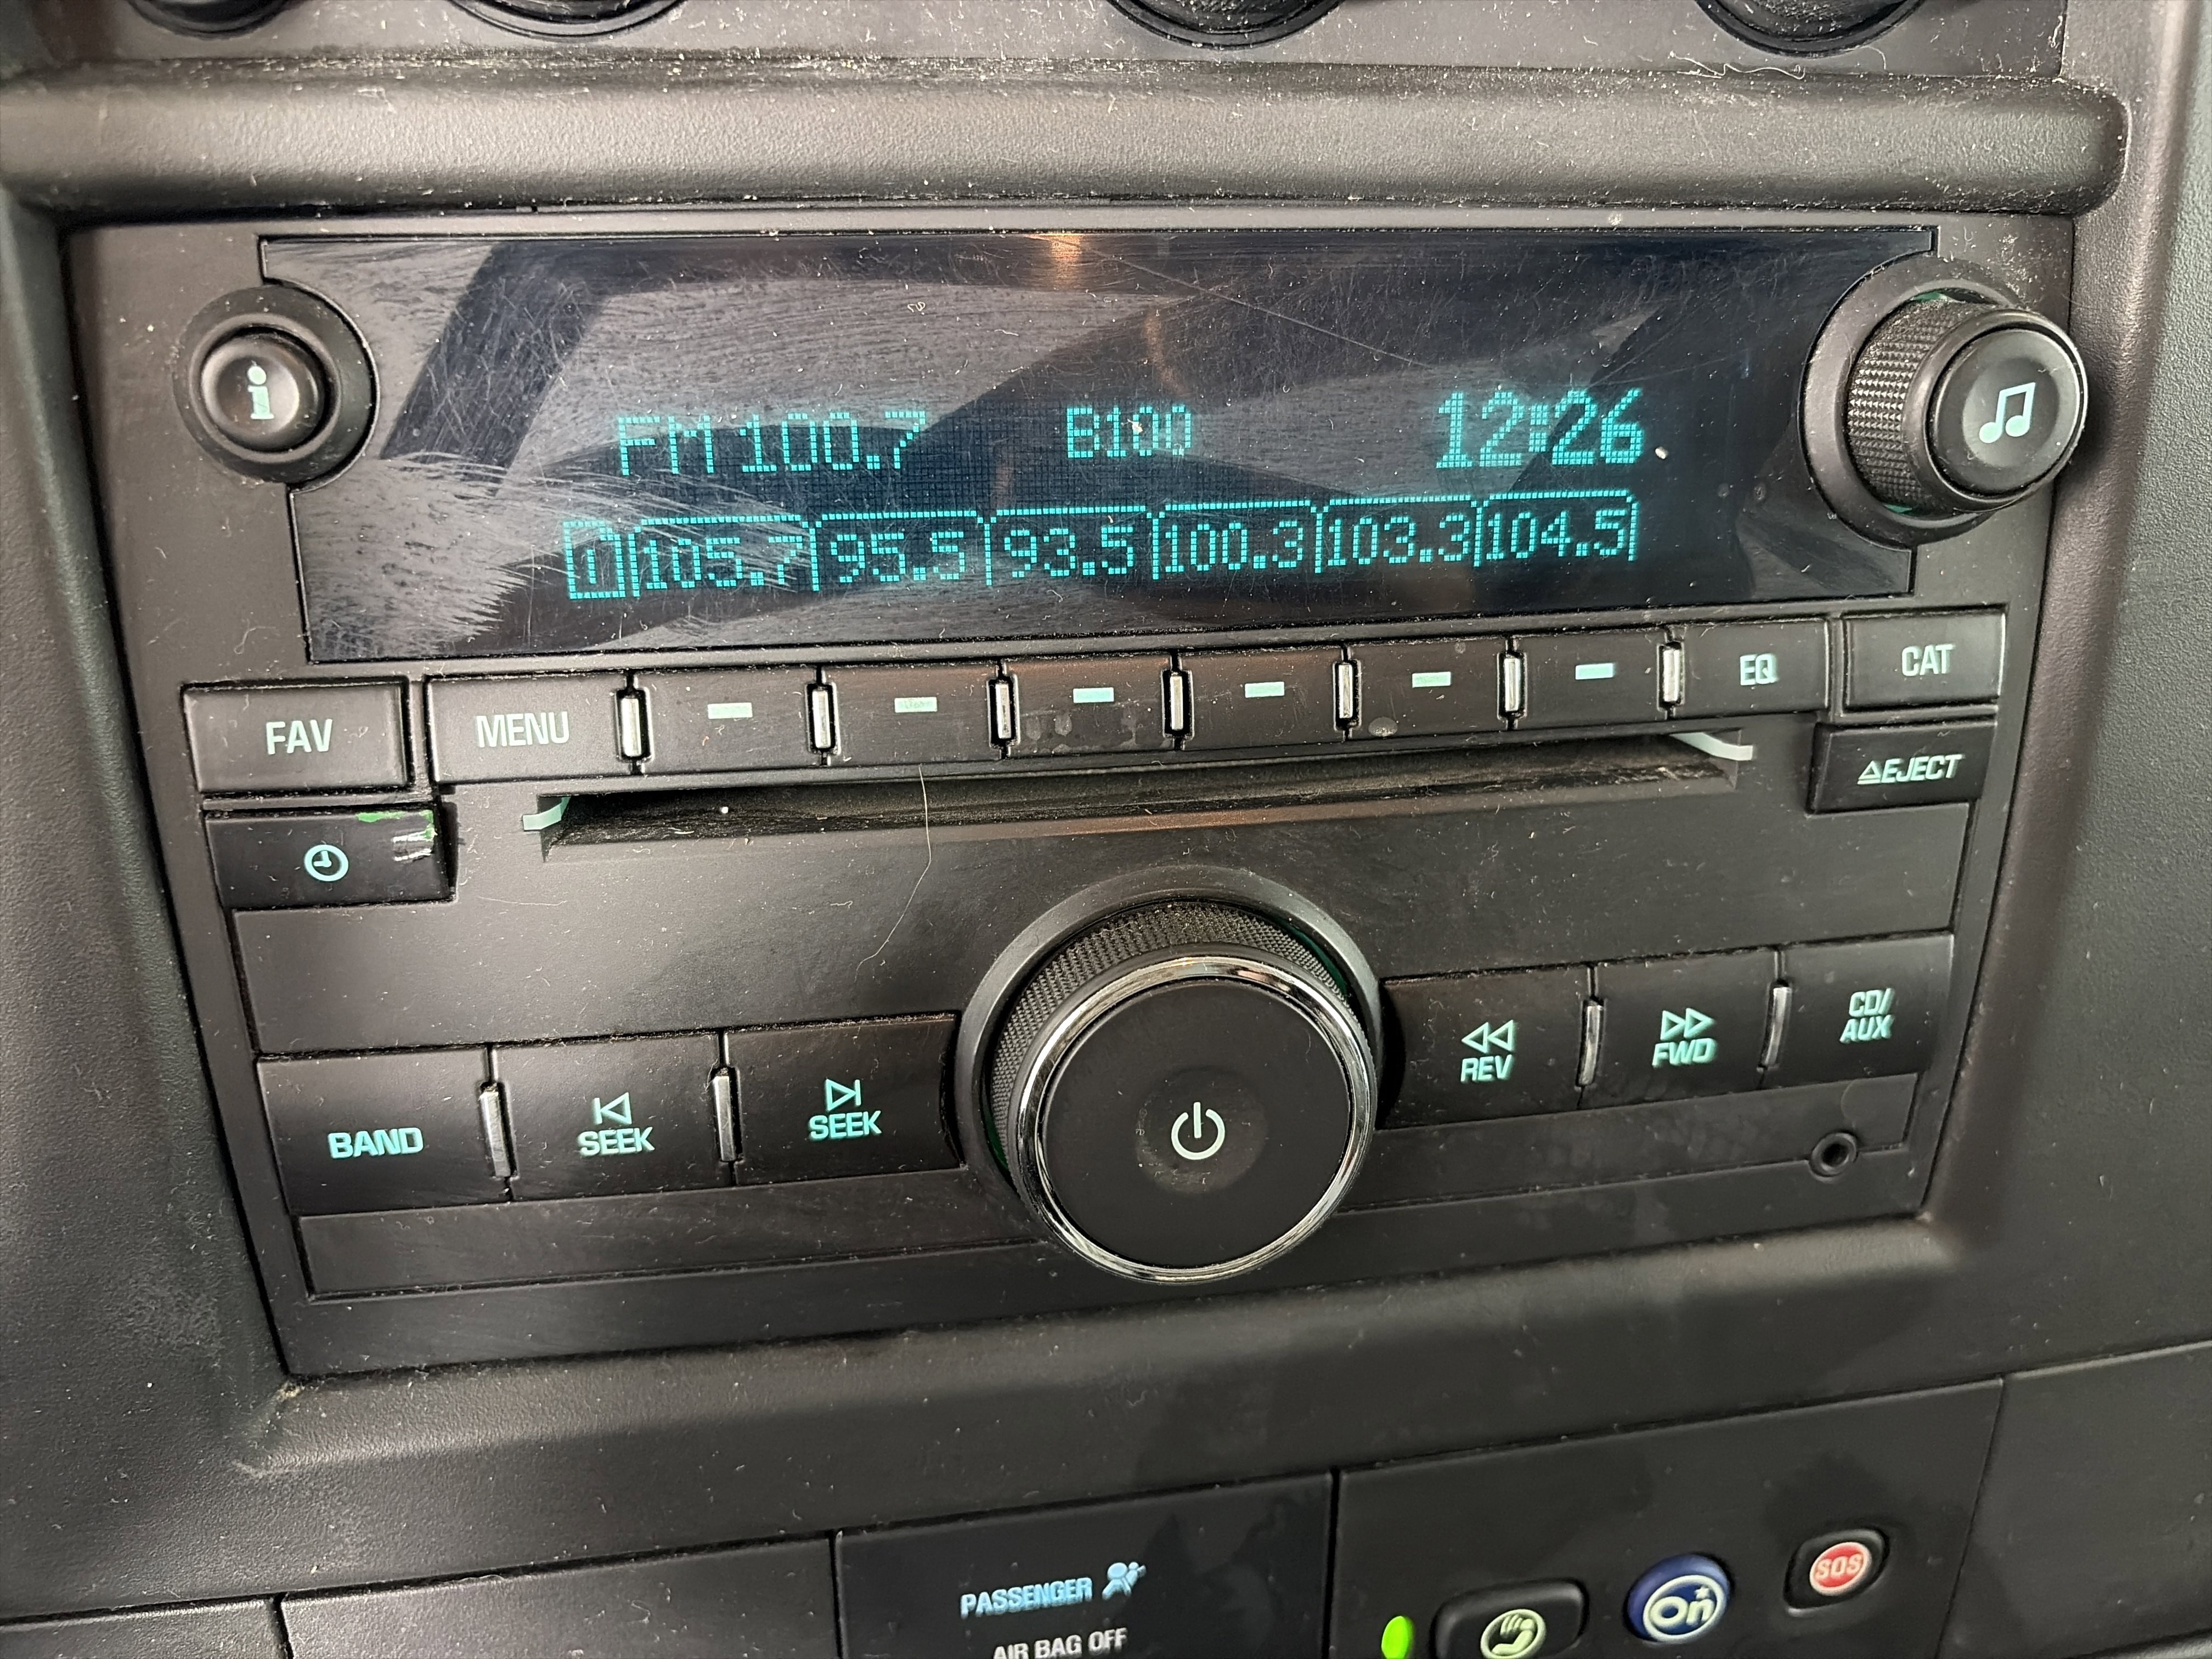 i
FM 100.7 B100 12:26
1 105.7 95.5 93.5 100.3 103.3 104.5
FAV MENU EQ CAT
EJECT
BAND SEEK SEEK REV FWD CD/
AUX
PASSENGER
AIR BAG OFF
On SOS